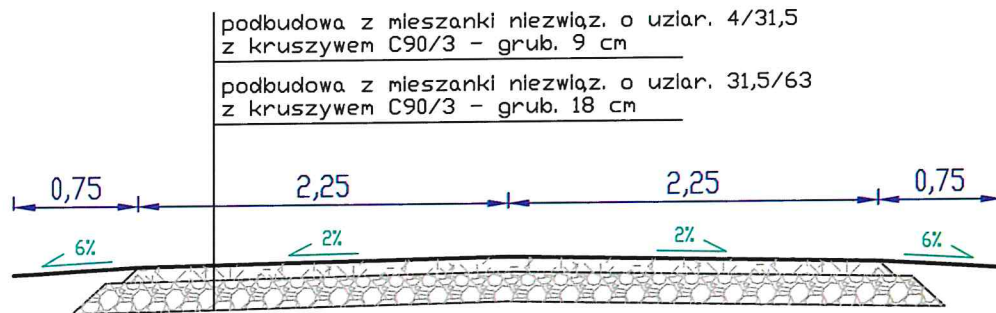 podbudowa z mieszanki niezwiąz. o uziar. 4/31,5
z kruszywem C90/3 - grub. 9 cm
podbudowa z mieszanki niezwiąz. o uziar. 31,5/63
z kruszywem C90/3 - grub. 18 cm
0,75 2,25 2,25 0,75
6% 2% 2% 6%